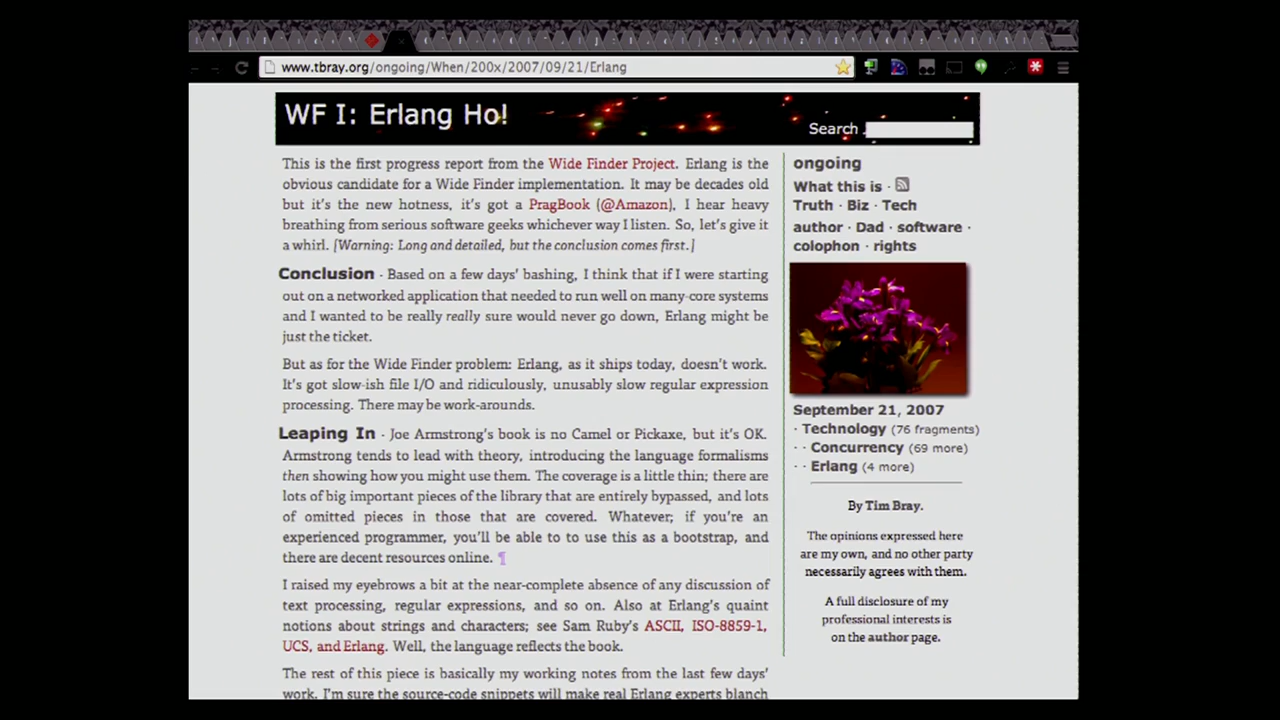 www.tbray.org/ongoing/When/200x/2007/09/21/Erlang
WF I: Erlang Ho!
Search
This is the first progress report from the Wide Finder Project. Erlang is the
obvious candidate for a Wide Finder implementation. It may be decades old
but it's the new hotness, it's got a PragBook (@Amazon), I hear heavy
breathing from serious software geeks whichever way I listen. So, let's give it
a whirl. [Warning: Long and detailed, but the conclusion comes first.]
Conclusion · Based on a few days' bashing, I think that if I were starting
out on a networked application that needed to run well on many-core systems
and I wanted to be really really sure would never go down, Erlang might be
just the ticket.
But as for the Wide Finder problem: Erlang, as it ships today, doesn't work.
It's got slow-ish file I/O and ridiculously, unusably slow regular expression
processing. There may be work-arounds.
Leaping In · Joe Armstrong's book is no Camel or Pickaxe, but it's OK.
Armstrong tends to lead with theory, introducing the language formalisms
then showing how you might use them. The coverage is a little thin; there are
lots of big important pieces of the library that are entirely bypassed, and lots
of omitted pieces in those that are covered. Whatever; if you're an
experienced programmer, you'll be able to to use this as a bootstrap, and
there are decent resources online. ¶
I raised my eyebrows a bit at the near-complete absence of any discussion of
text processing, regular expressions, and so on. Also at Erlang's quaint
notions about strings and characters; see Sam Ruby's ASCII, ISO-8859-1,
UCS, and Erlang. Well, the language reflects the book.
The rest of this piece is basically my working notes from the last few days'
work. I'm sure the source-code snippets will make real Erlang experts blanch
ongoing
What this is ·
Truth · Biz · Tech
author · Dad · software ·
colophon · rights
September 21, 2007
· Technology (76 fragments)
· · Concurrency (69 more)
· · Erlang (4 more)
By Tim Bray.
The opinions expressed here
are my own, and no other party
necessarily agrees with them.
A full disclosure of my
professional interests is
on the author page.